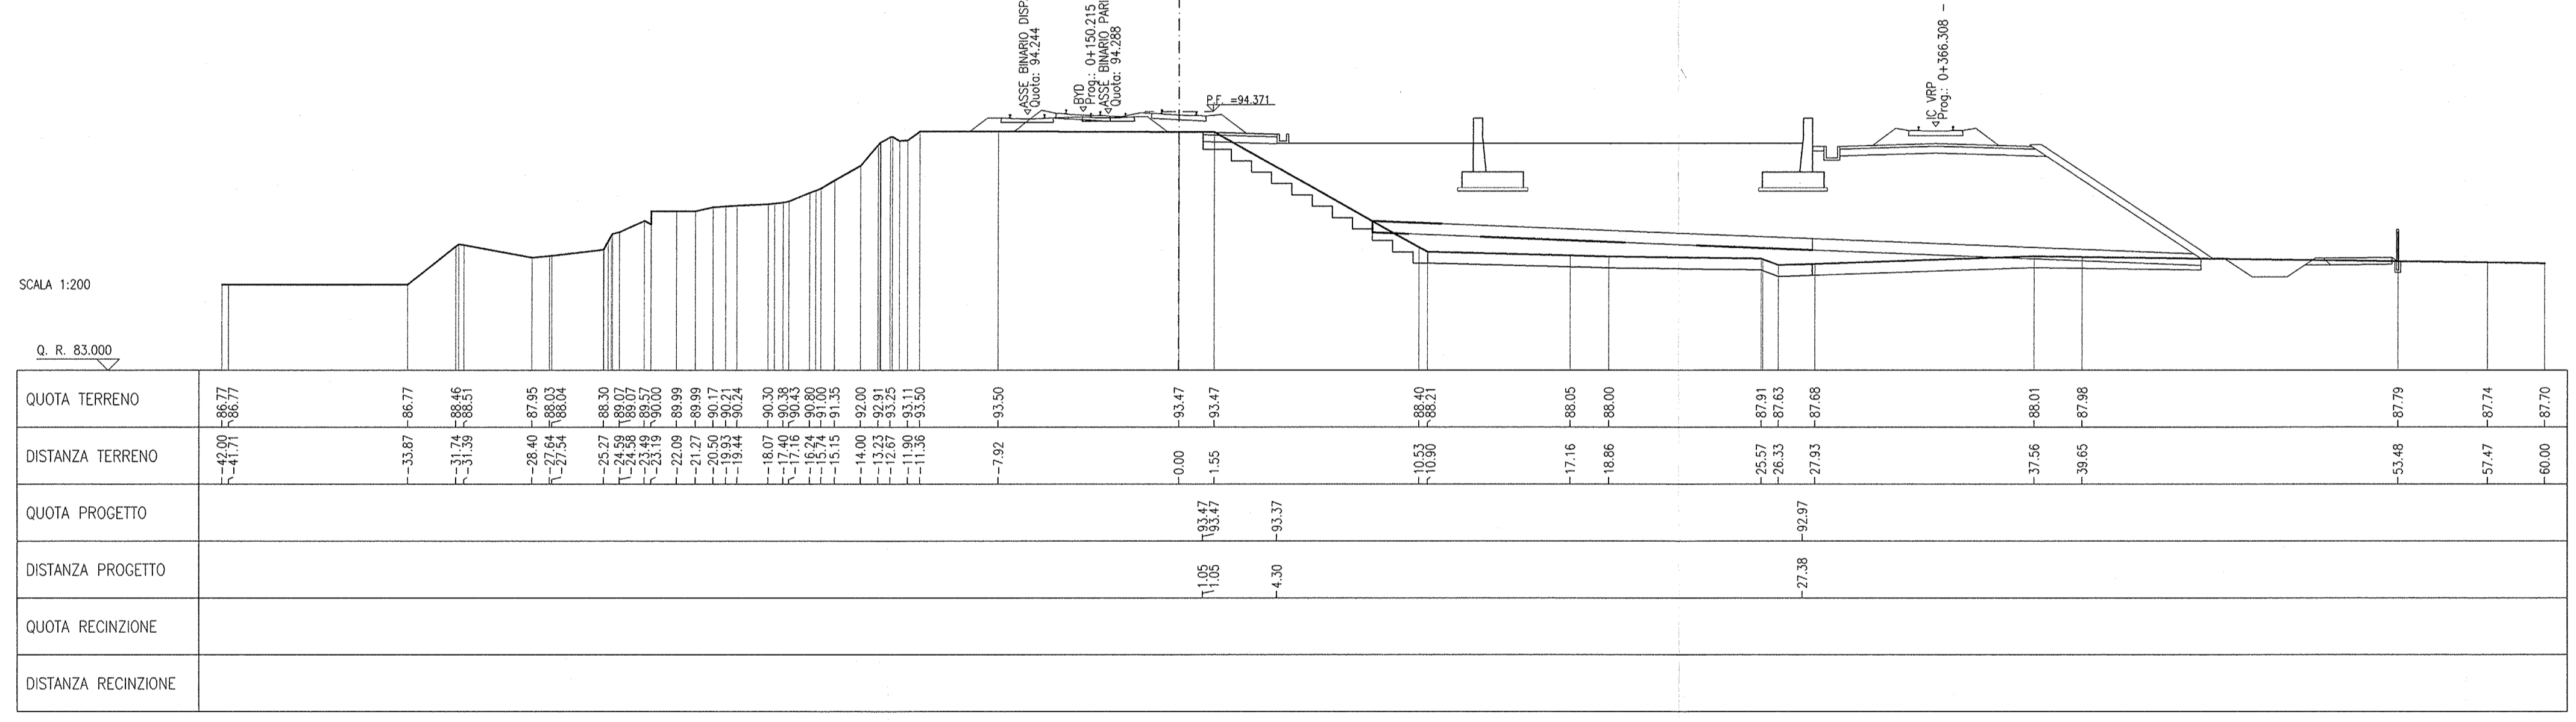 ASSE BINARIO DISP
Quota: 94.244
BYD
Prog.: 0+150.215
ASSE BINARIO PARI
Quota: 94.288
P.F. =94.371
IC VRP
Prog.: 0+366.308 -
SCALA 1:200
Q. R. 83.000
QUOTA TERRENO
86.77 86.77 86.77 88.46 88.51 87.95 88.03 88.04 88.30 89.07 89.07 89.57 90.00 89.99 89.99 90.17 90.21 90.24 90.30 90.38 90.43 90.80 91.00 91.35 92.00 92.91 93.25 93.11 93.50 93.50 93.47 93.47 88.40 88.21 88.05 88.00 87.91 87.63 87.68 88.01 87.98 87.79 87.74 87.70
DISTANZA TERRENO
-42.00 -41.71 -33.87 -31.74 -31.39 -28.40 -27.64 -27.54 -25.27 -24.59 -24.58 -23.49 -23.19 -22.09 -21.27 -20.50 -19.93 -19.44 -18.07 -17.40 -17.16 -16.24 -15.74 -15.15 -14.00 -13.23 -12.67 -11.90 -11.36 -7.92 0.00 1.55 10.53 10.90 17.16 18.86 25.57 26.33 27.93 37.56 39.65 53.48 57.47 60.00
QUOTA PROGETTO
93.47 93.47 93.37 92.97
DISTANZA PROGETTO
1.05 1.05 4.30 27.38
QUOTA RECINZIONE
DISTANZA RECINZIONE